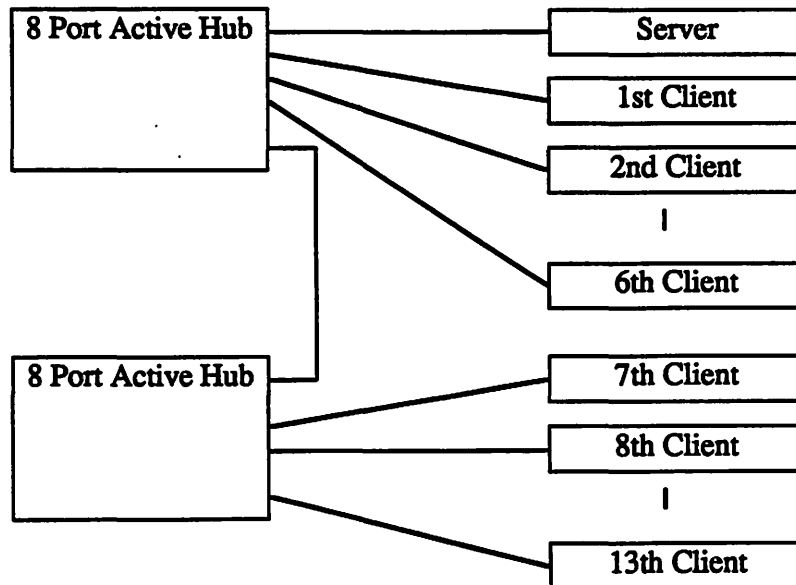 8 Port Active Hub
Server
1st Client
2nd Client
6th Client
8 Port Active Hub
7th Client
8th Client
13th Client